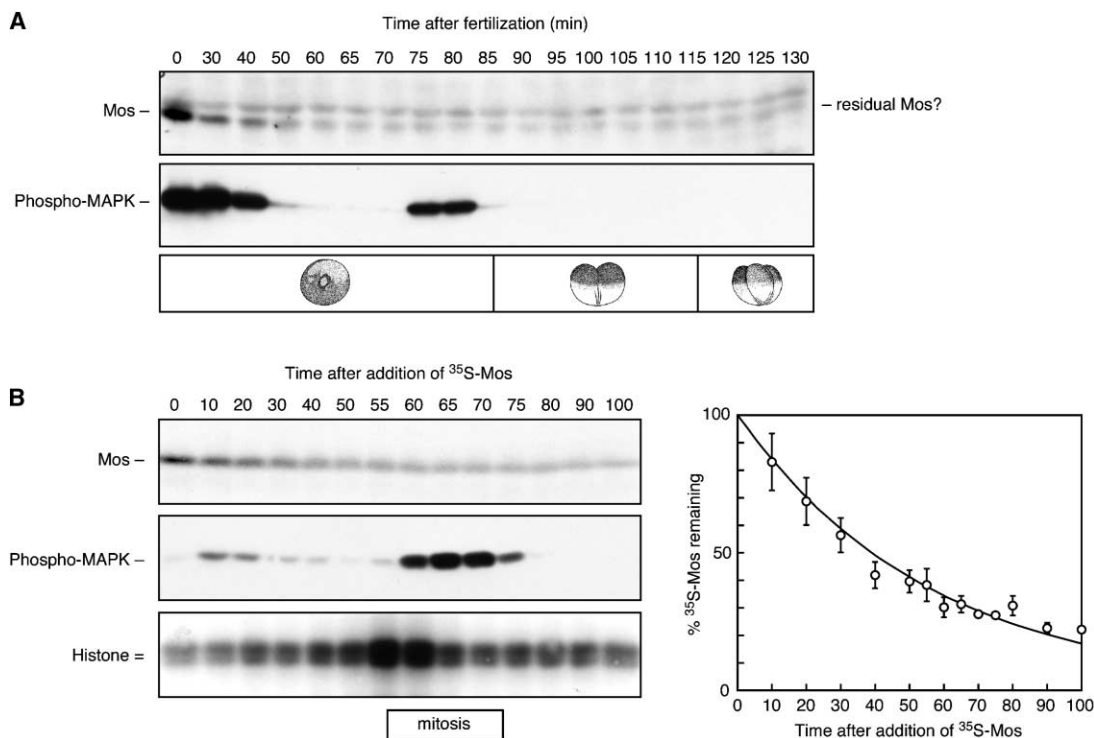 A
Time after fertilization (min)
0 30 40 50 60 65 70 75 80 85 90 95 100 105 110 115 120 125 130
Mos –
– residual Mos?
Phospho-MAPK –
B
Time after addition of ³⁵S-Mos
0 10 20 30 40 50 55 60 65 70 75 80 90 100
Mos –
Phospho-MAPK –
Histone =
mitosis
% ³⁵S-Mos remaining
100
50
0
0 10 20 30 40 50 60 70 80 90 100
Time after addition of ³⁵S-Mos